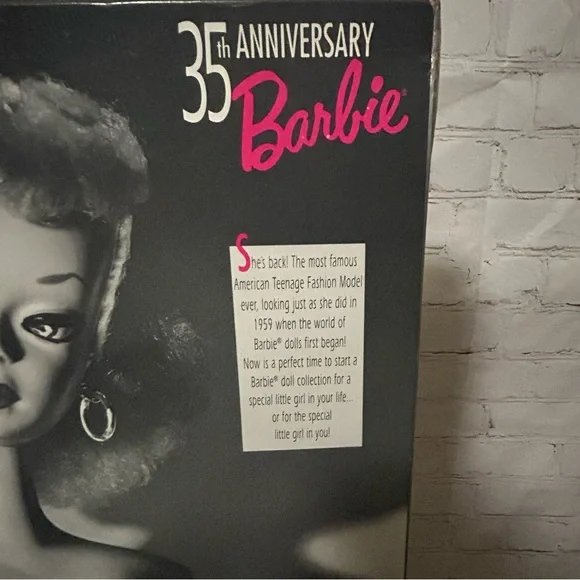 35th ANNIVERSARY
Barbie®
She's back! The most famous
American Teenage Fashion Model
ever, looking just as she did in
1959 when the world of
Barbie® dolls first began!
Now is a perfect time to start a
Barbie® doll collection for a
special little girl in your life...
or for the special
little girl in you!